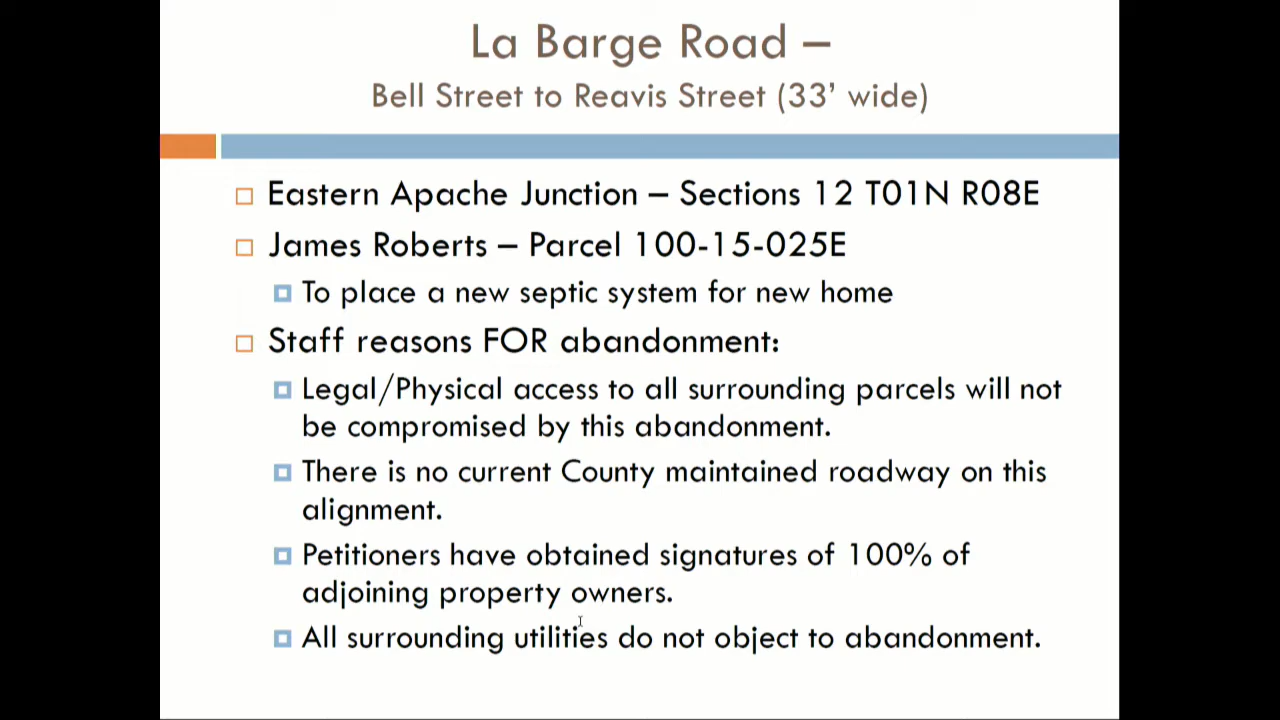 La Barge Road –
Bell Street to Reavis Street (33’ wide)
Eastern Apache Junction – Sections 12 T01N R08E
James Roberts – Parcel 100-15-025E
To place a new septic system for new home
Staff reasons FOR abandonment:
Legal/Physical access to all surrounding parcels will not
be compromised by this abandonment.
There is no current County maintained roadway on this
alignment.
Petitioners have obtained signatures of 100% of
adjoining property owners.
All surrounding utilities do not object to abandonment.